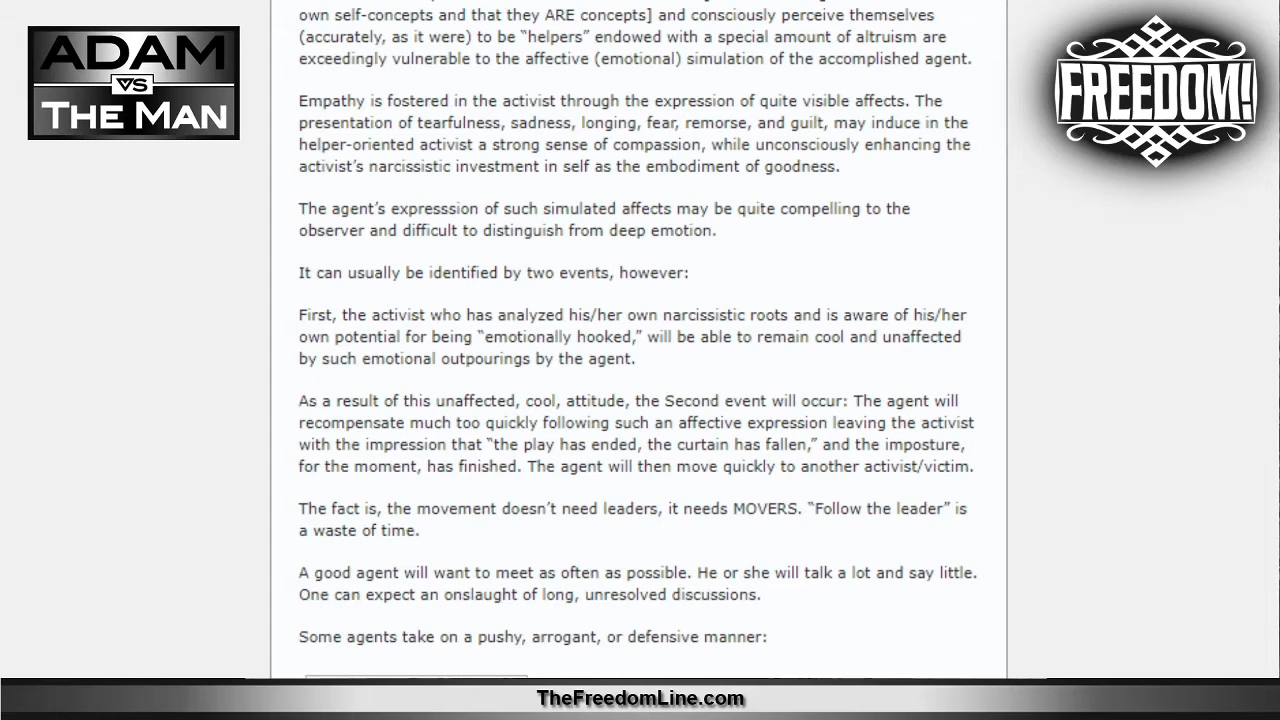 ADAM
VS
THE MAN
FREEDOM!
own self-concepts and that they ARE concepts] and consciously perceive themselves
(accurately, as it were) to be “helpers” endowed with a special amount of altruism are
exceedingly vulnerable to the affective (emotional) simulation of the accomplished agent.
Empathy is fostered in the activist through the expression of quite visible affects. The
presentation of tearfulness, sadness, longing, fear, remorse, and guilt, may induce in the
helper-oriented activist a strong sense of compassion, while unconsciously enhancing the
activist’s narcissistic investment in self as the embodiment of goodness.
The agent’s expresssion of such simulated affects may be quite compelling to the
observer and difficult to distinguish from deep emotion.
It can usually be identified by two events, however:
First, the activist who has analyzed his/her own narcissistic roots and is aware of his/her
own potential for being “emotionally hooked,” will be able to remain cool and unaffected
by such emotional outpourings by the agent.
As a result of this unaffected, cool, attitude, the Second event will occur: The agent will
recompensate much too quickly following such an affective expression leaving the activist
with the impression that “the play has ended, the curtain has fallen,” and the imposture,
for the moment, has finished. The agent will then move quickly to another activist/victim.
The fact is, the movement doesn’t need leaders, it needs MOVERS. “Follow the leader” is
a waste of time.
A good agent will want to meet as often as possible. He or she will talk a lot and say little.
One can expect an onslaught of long, unresolved discussions.
Some agents take on a pushy, arrogant, or defensive manner:
TheFreedomLine.com